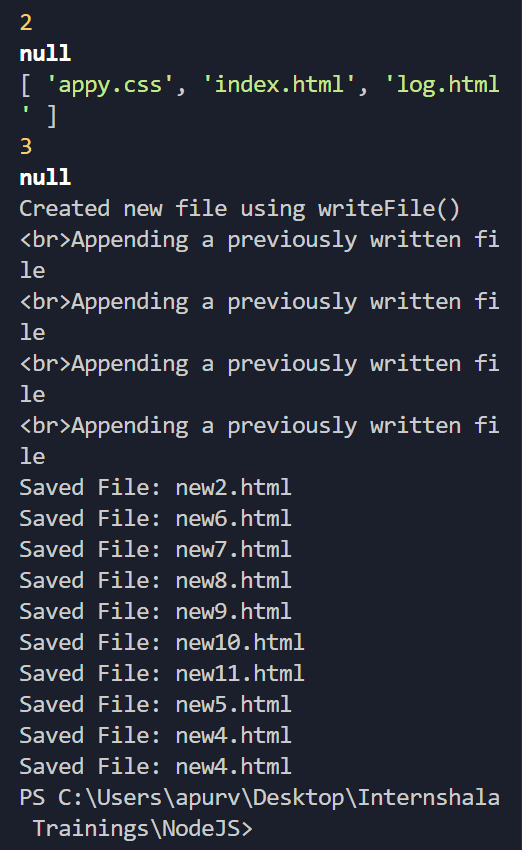 2
null
[ 'appy.css', 'index.html', 'log.html
' ]
3
null
Created new file using writeFile()
<br>Appending a previously written fi
le
<br>Appending a previously written fi
le
<br>Appending a previously written fi
le
<br>Appending a previously written fi
le
Saved File: new2.html
Saved File: new6.html
Saved File: new7.html
Saved File: new8.html
Saved File: new9.html
Saved File: new10.html
Saved File: new11.html
Saved File: new5.html
Saved File: new4.html
Saved File: new4.html
PS C:\Users\apurv\Desktop\Internshala
 Trainings\NodeJS>